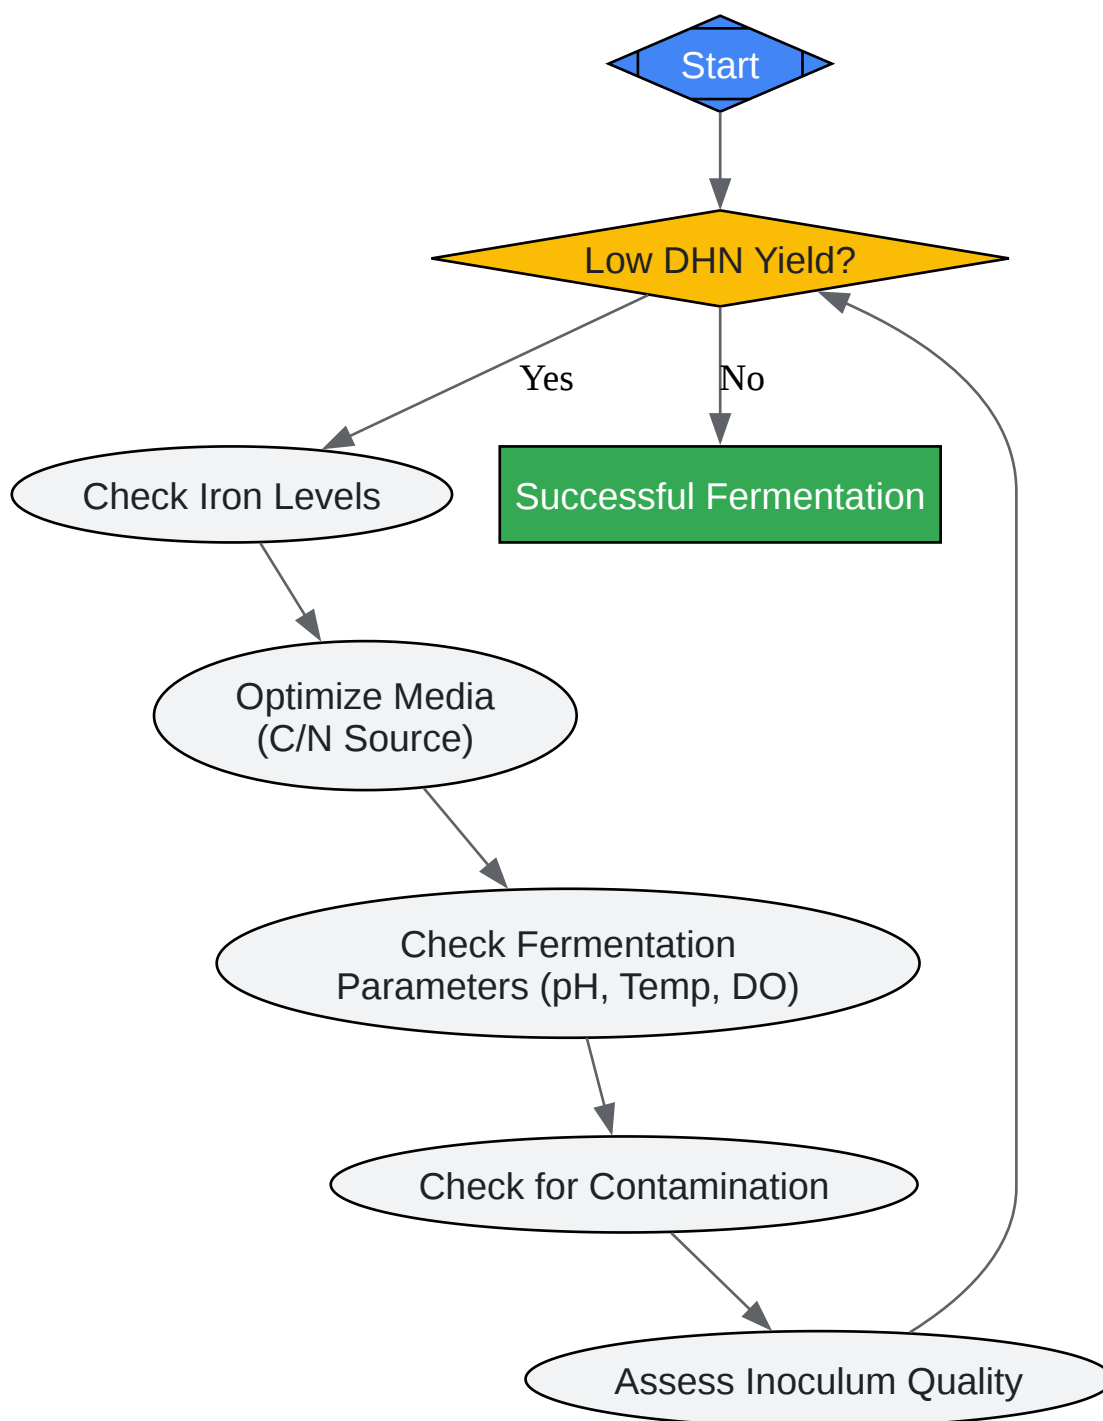 Start
Low DHN Yield?
Yes
No
Check Iron Levels
Successful Fermentation
Optimize Media
(C/N Source)
Check Fermentation
Parameters (pH, Temp, DO)
Check for Contamination
Assess Inoculum Quality